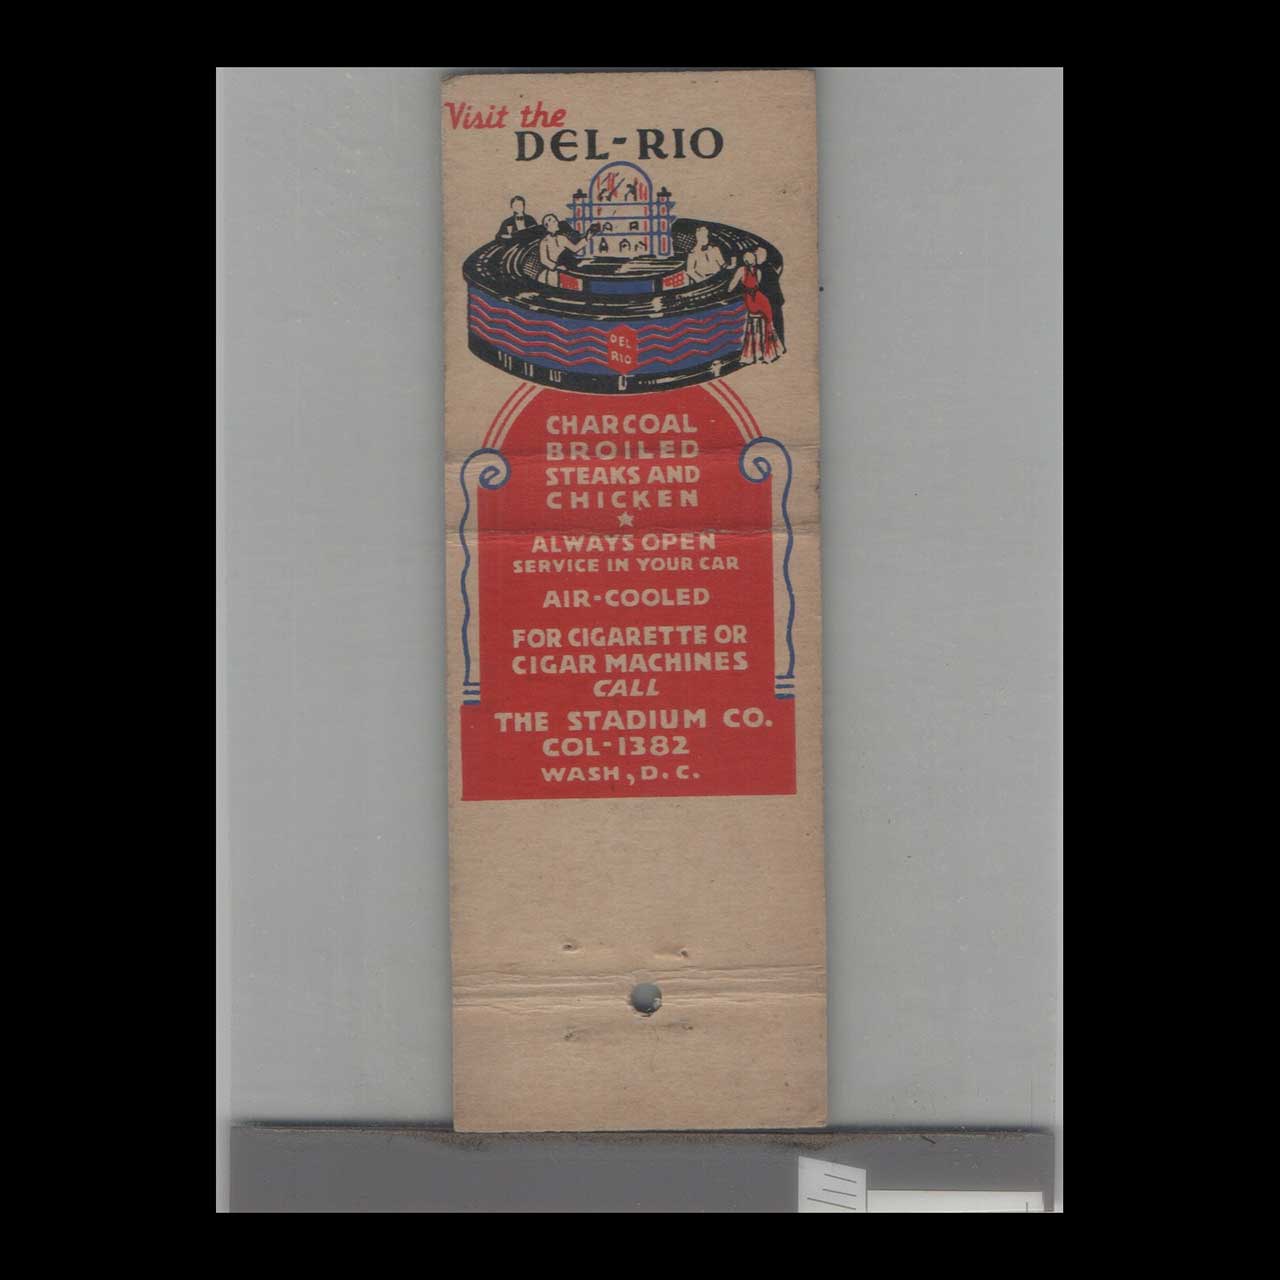 Visit the
DEL-RIO
DEL
RIO
CHARCOAL
BROILED
STEAKS AND
CHICKEN
ALWAYS OPEN
SERVICE IN YOUR CAR
AIR-COOLED
FOR CIGARETTE OR
CIGAR MACHINES
CALL
THE STADIUM CO.
COL-1382
WASH, D.C.